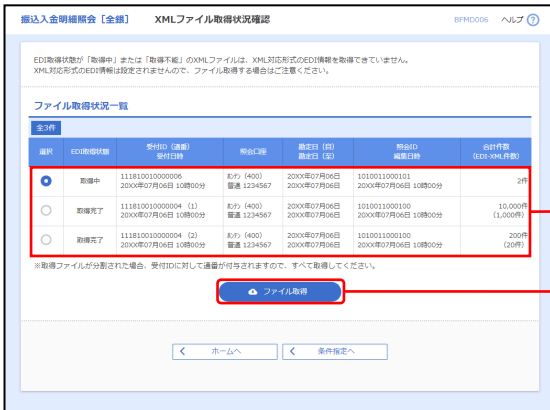 振込入金明細照会［全銀］ XMLファイル取得状況確認 BFMD006 ヘルプ ?
EDI取得状態が「取得中」または「取得不能」のXMLファイルは、XML対応形式のEDI情報を取得できていません。
XML対応形式のEDI情報は設定されませんので、ファイル取得する場合はご注意ください。
ファイル取得状況一覧
全3件
選択 EDI取得状態 受付ID（通番） 照会口座 勘定日（自） 照会ID 合計件数
受付日時 勘定日（至） 編集日時 （EDI-XML件数）
取得中 111810010000006 (400) 20XX年07月06日 1010011000101 2件
20XX年07月06日 10時00分 普通 1234567 20XX年07月06日 20XX年07月06日 10時00分
取得完了 111810010000004 （1） (400) 20XX年07月06日 1010011000100 10,000件
20XX年07月06日 10時00分 普通 1234567 20XX年07月06日 20XX年07月06日 10時00分 （1,000件）
取得完了 111810010000004 （2） (400) 20XX年07月06日 1010011000100 200件
20XX年07月06日 10時00分 普通 1234567 20XX年07月06日 20XX年07月06日 10時00分 （20件）
※取得ファイルが分割された場合、受付IDに対して通番が付与されますので、すべて取得してください。
ファイル取得
ホームへ 条件指定へ